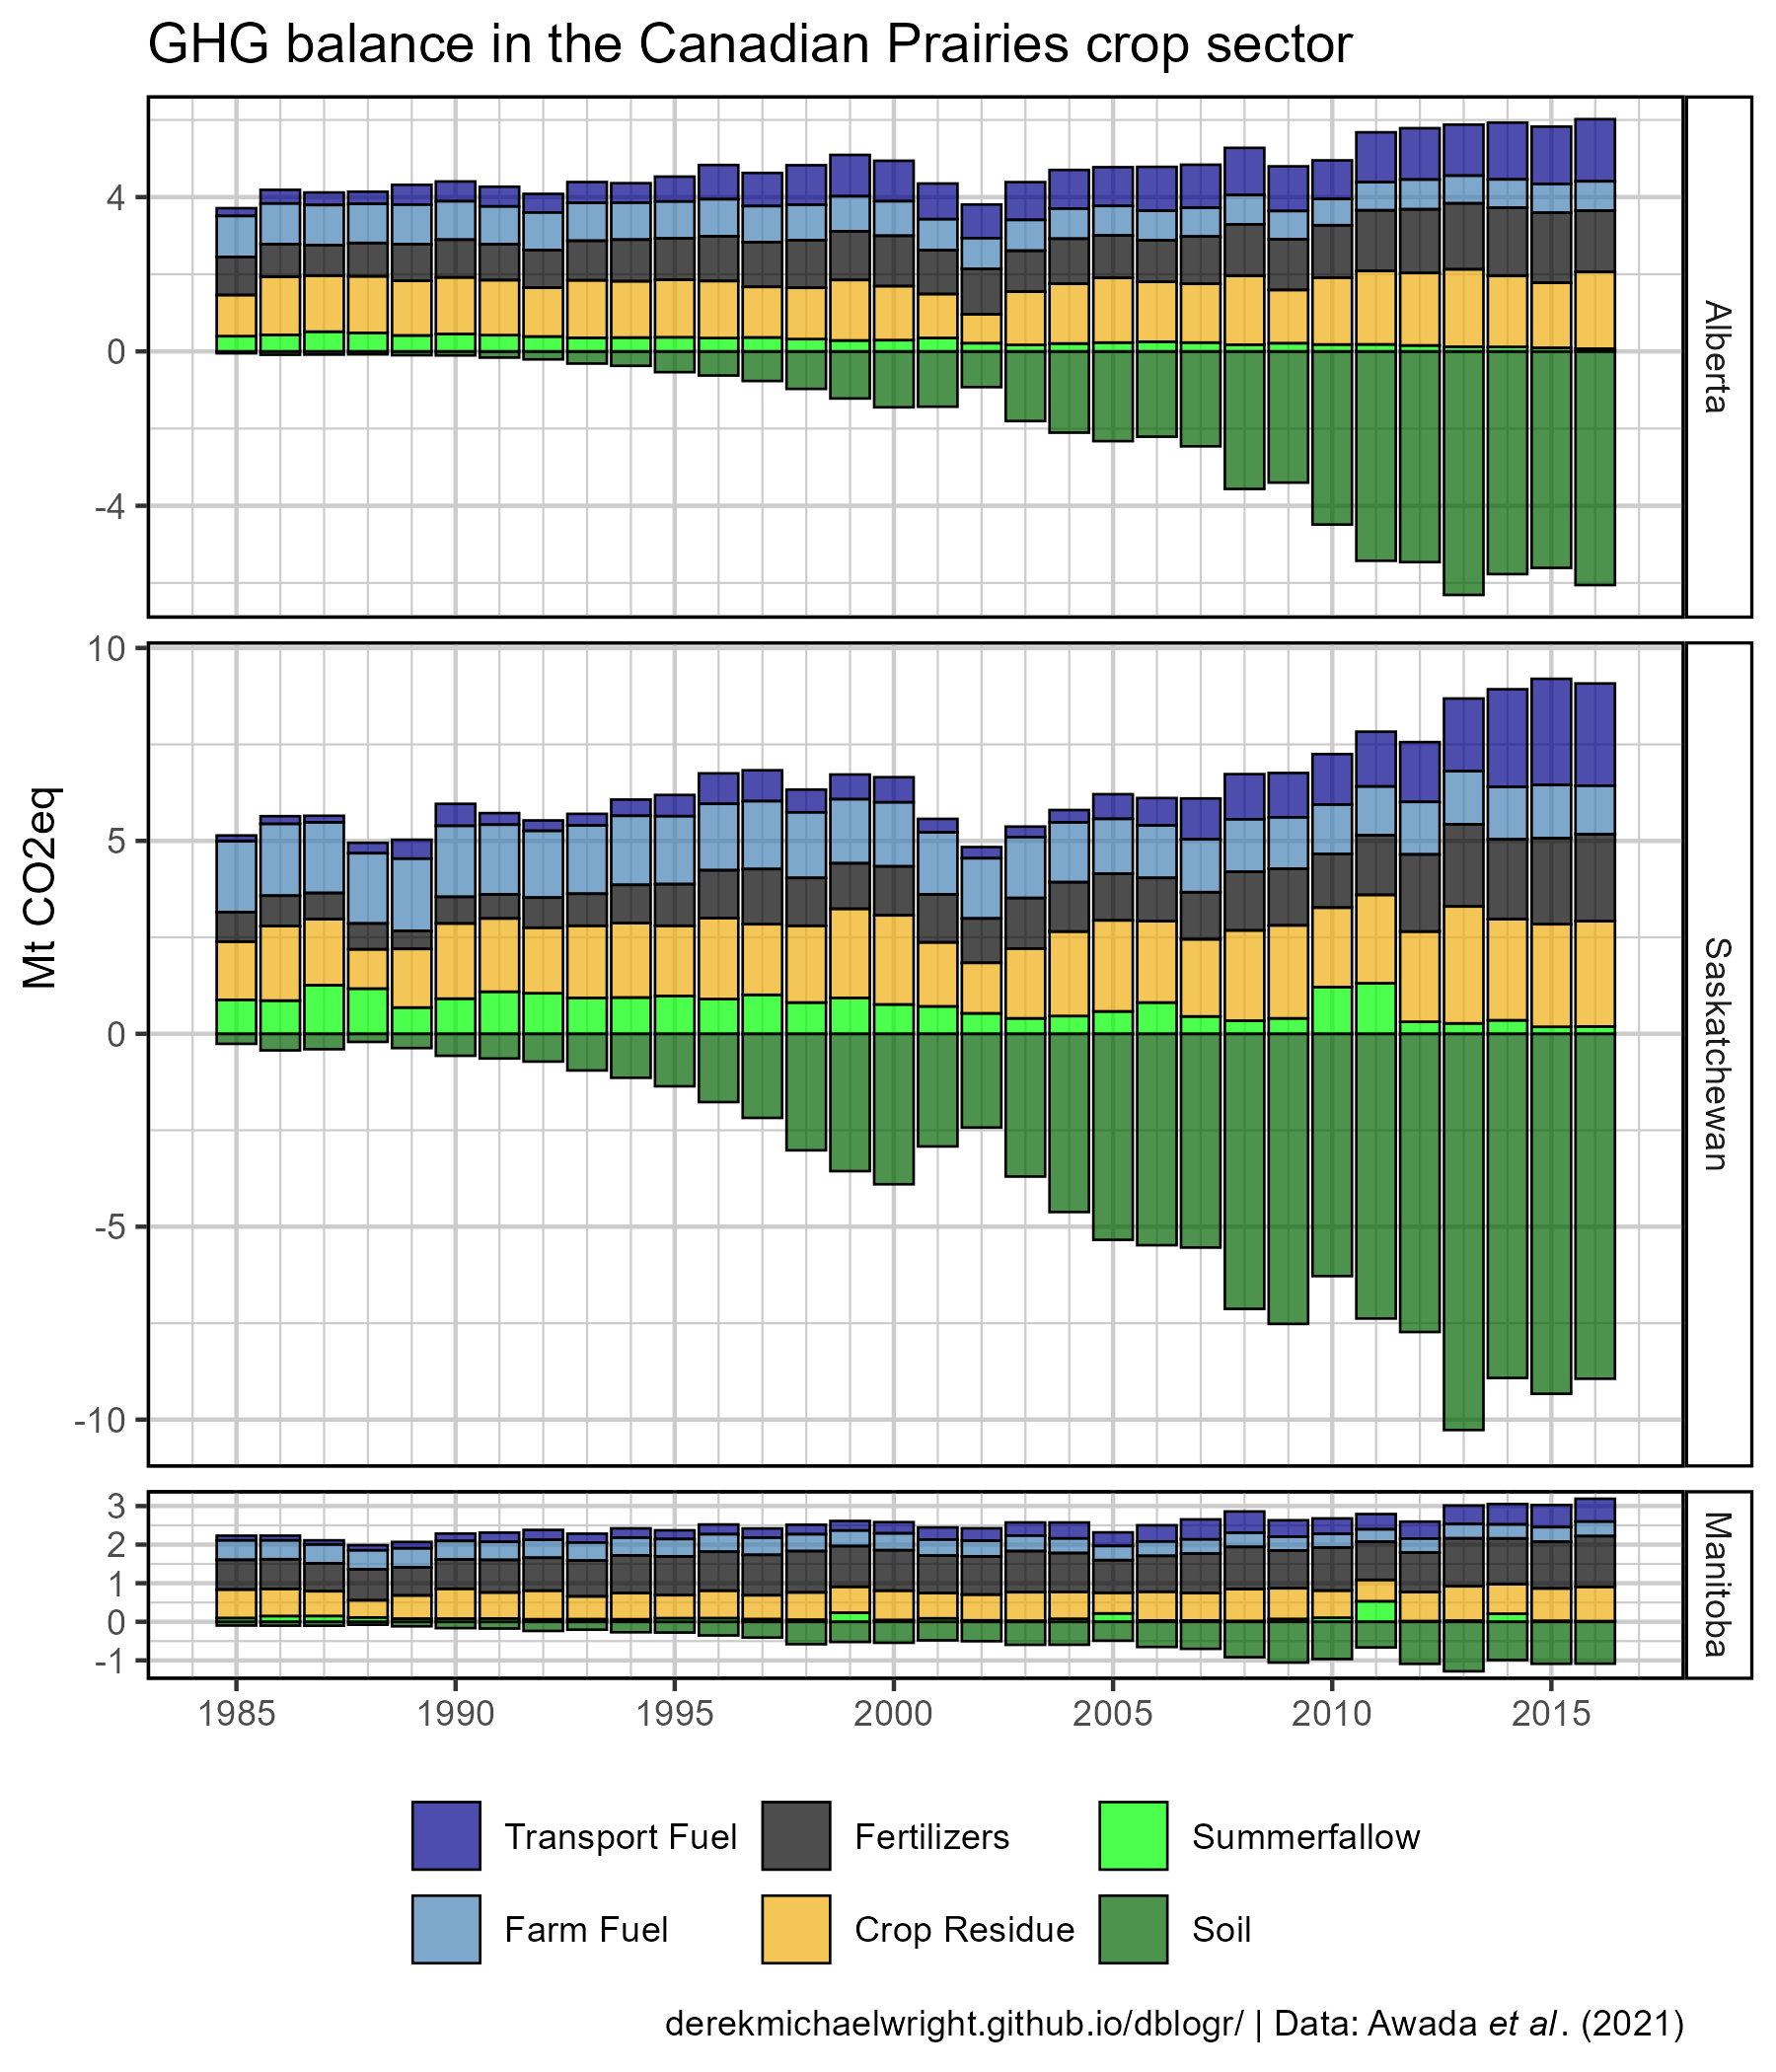 GHG balance in the Canadian Prairies crop sector
Mt CO2eq
4
0
-4
Alberta
10
5
0
-5
-10
Saskatchewan
3
2
1
0
-1
Manitoba
1985 1990 1995 2000 2005 2010 2015
Transport Fuel Fertilizers Summerfallow
Farm Fuel Crop Residue Soil
derekmichaelwright.github.io/dblogr/ | Data: Awada et al. (2021)